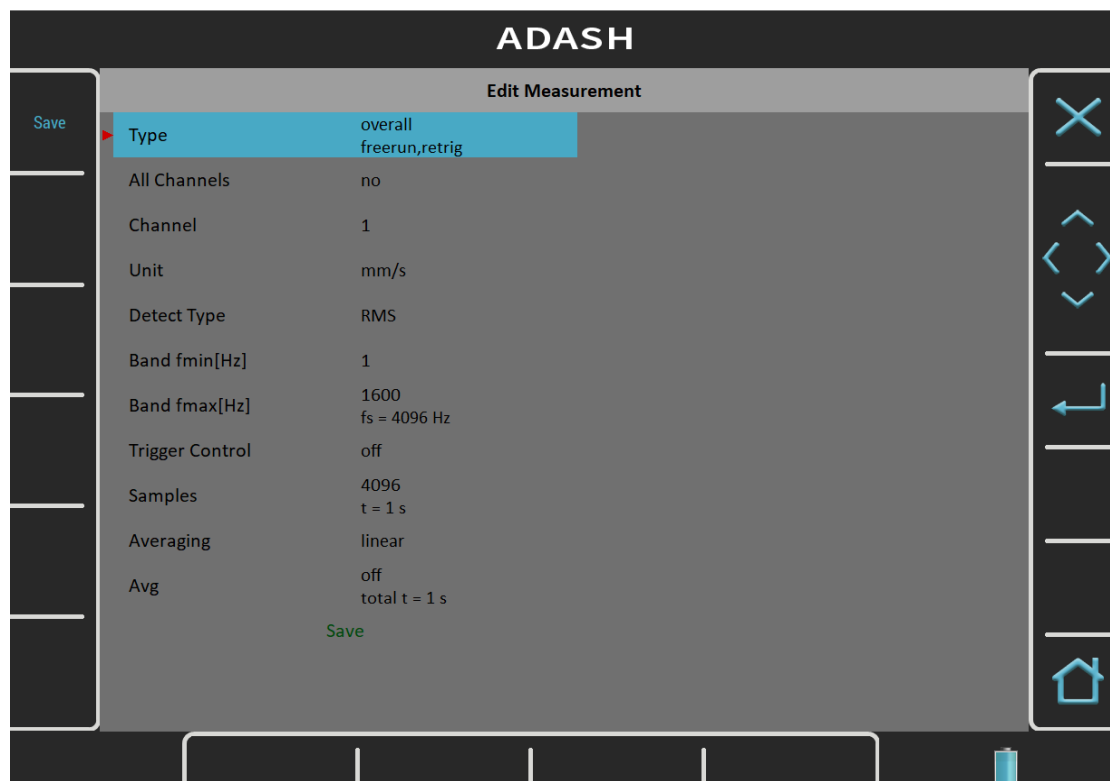 ADASH
Edit Measurement
Save
Type overall
freerun,retrig
All Channels no
Channel 1
Unit mm/s
Detect Type RMS
Band fmin[Hz] 1
Band fmax[Hz] 1600
fs = 4096 Hz
Trigger Control off
Samples 4096
t = 1 s
Averaging linear
Avg off
total t = 1 s
Save